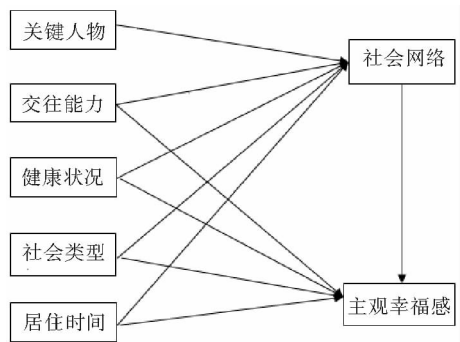 关键人物
社会网络
交往能力
健康状况
社会类型
居住时间
主观幸福感